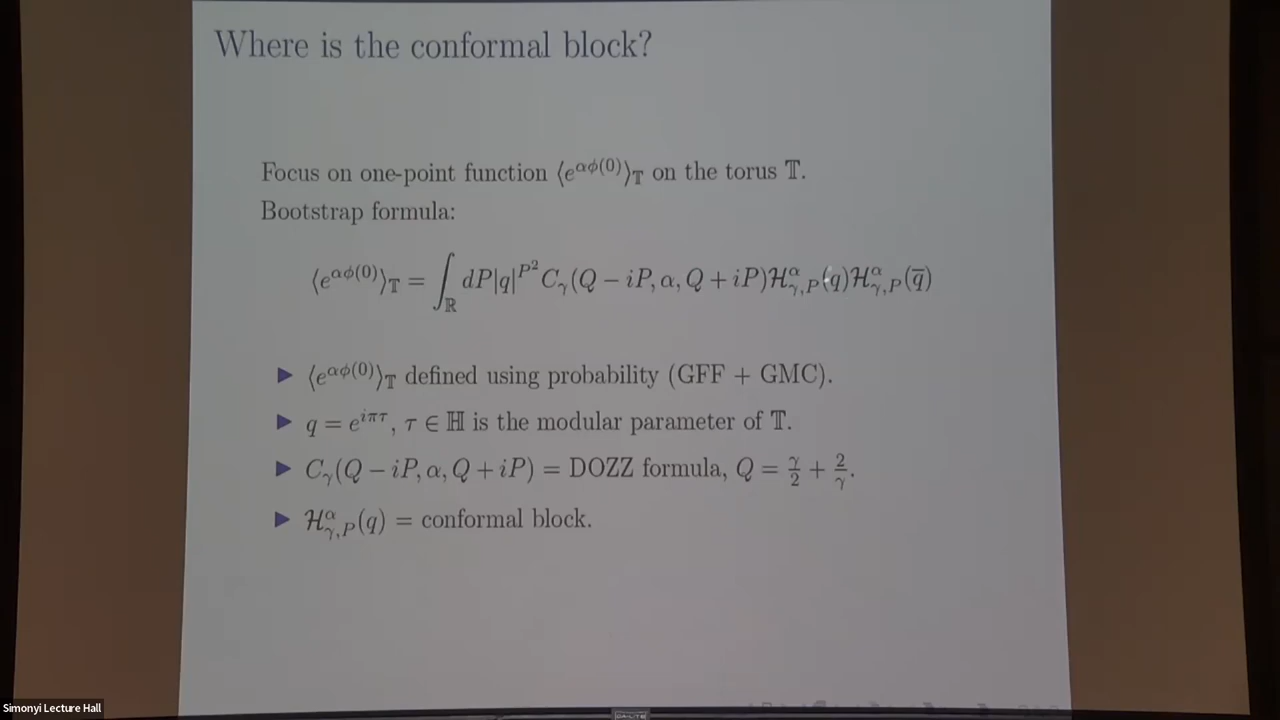 Where is the conformal block?
Focus on one-point function ⟨e^{αϕ(0)}⟩_𝕋 on the torus 𝕋.
Bootstrap formula:
⟨e^{αϕ(0)}⟩_𝕋 = ∫_ℝ dP|q|^{P²} C_γ(Q − iP, α, Q + iP)ℋ^α_{γ,P}(q)ℋ^α_{γ,P}(q̅)
▶ ⟨e^{αϕ(0)}⟩_𝕋 defined using probability (GFF + GMC).
▶ q = e^{iπτ}, τ ∈ ℍ is the modular parameter of 𝕋.
▶ C_γ(Q − iP, α, Q + iP) = DOZZ formula, Q = γ/2 + 2/γ.
▶ ℋ^α_{γ,P}(q) = conformal block.
Simonyi Lecture Hall